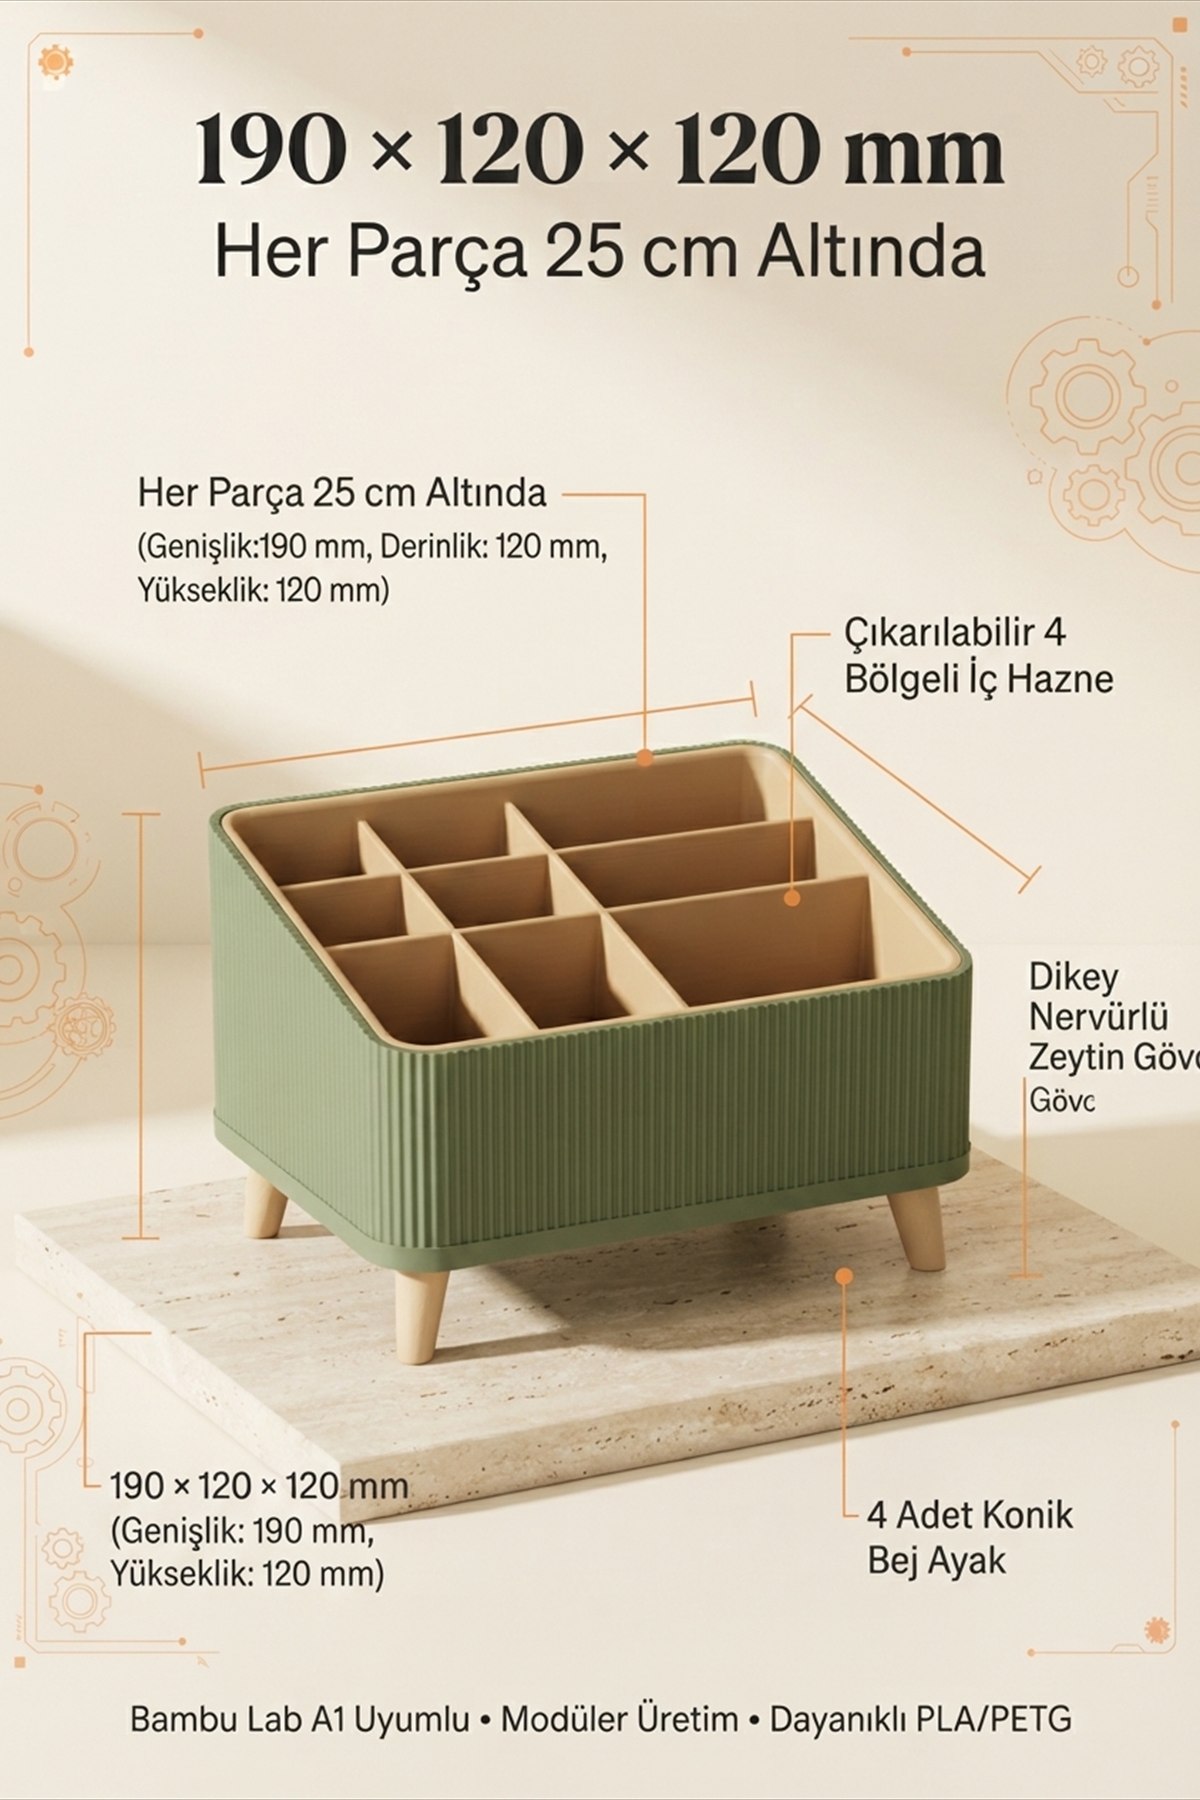 190 × 120 × 120 mm
Her Parça 25 cm Altında
Her Parça 25 cm Altında
(Genişlik:190 mm, Derinlik: 120 mm,
Yükseklik: 120 mm)
Çıkarılabilir 4
Bölgeli İç Hazne
Dikey
Nervürlü
Zeytin Gövc
Gövc
190 × 120 × 120 mm
(Genişlik: 190 mm,
Yükseklik: 120 mm)
4 Adet Konik
Bej Ayak
Bambu Lab A1 Uyumlu • Modüler Üretim • Dayanıklı PLA/PETG